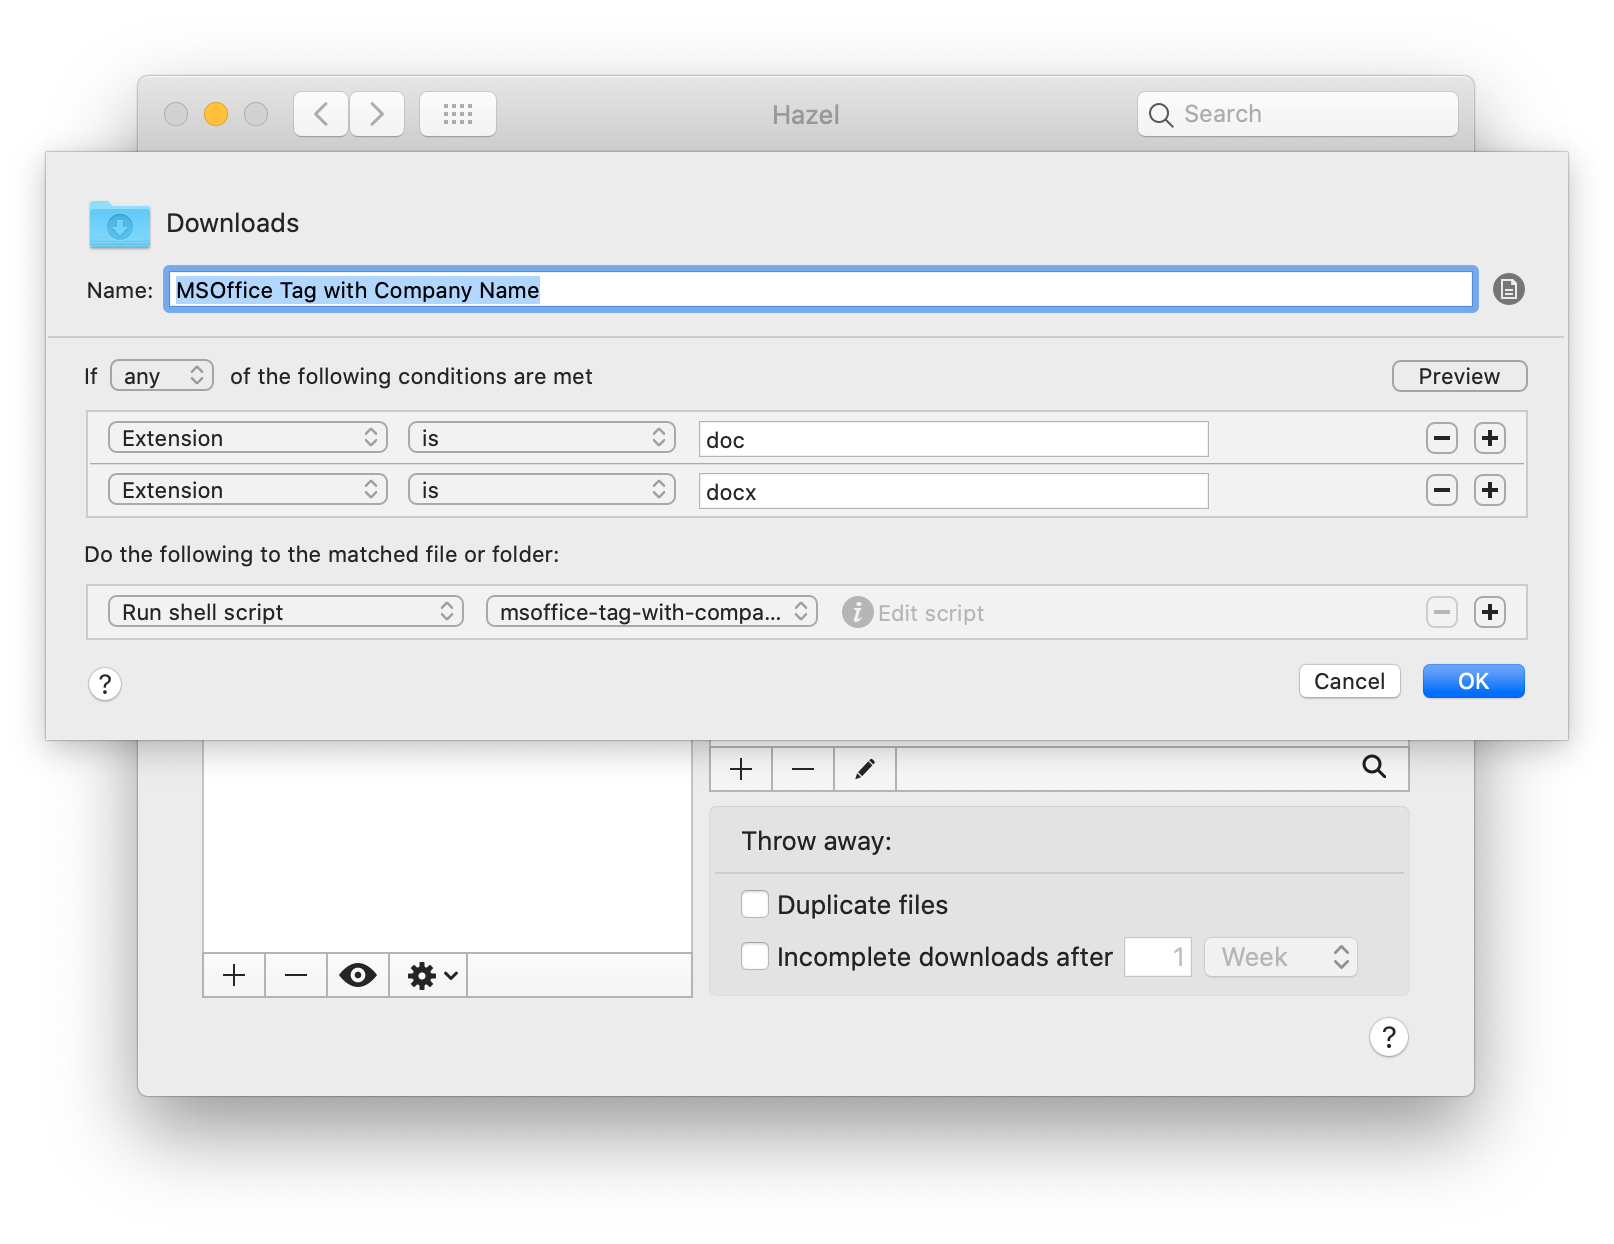 Hazel
Search
Downloads
Name: MSOffice Tag with Company Name
If any of the following conditions are met
Preview
Extension is doc
Extension is docx
Do the following to the matched file or folder:
Run shell script msoffice-tag-with-compa... Edit script
? Cancel OK
Throw away:
Duplicate files
Incomplete downloads after 1 Week
?